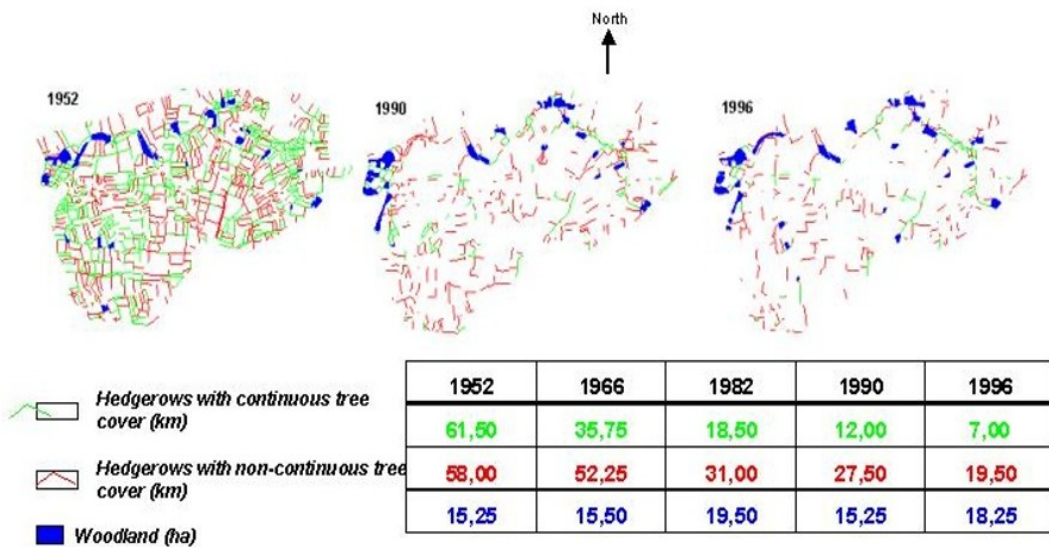 North
1952
1990
1996
1952 1966 1982 1990 1996
Hedgerows with continuous tree
cover (km)
61,50 35,75 18,50 12,00 7,00
Hedgerows with non-continuous tree
cover (km)
58,00 52,25 31,00 27,50 19,50
Woodland (ha)
15,25 15,50 19,50 15,25 18,25